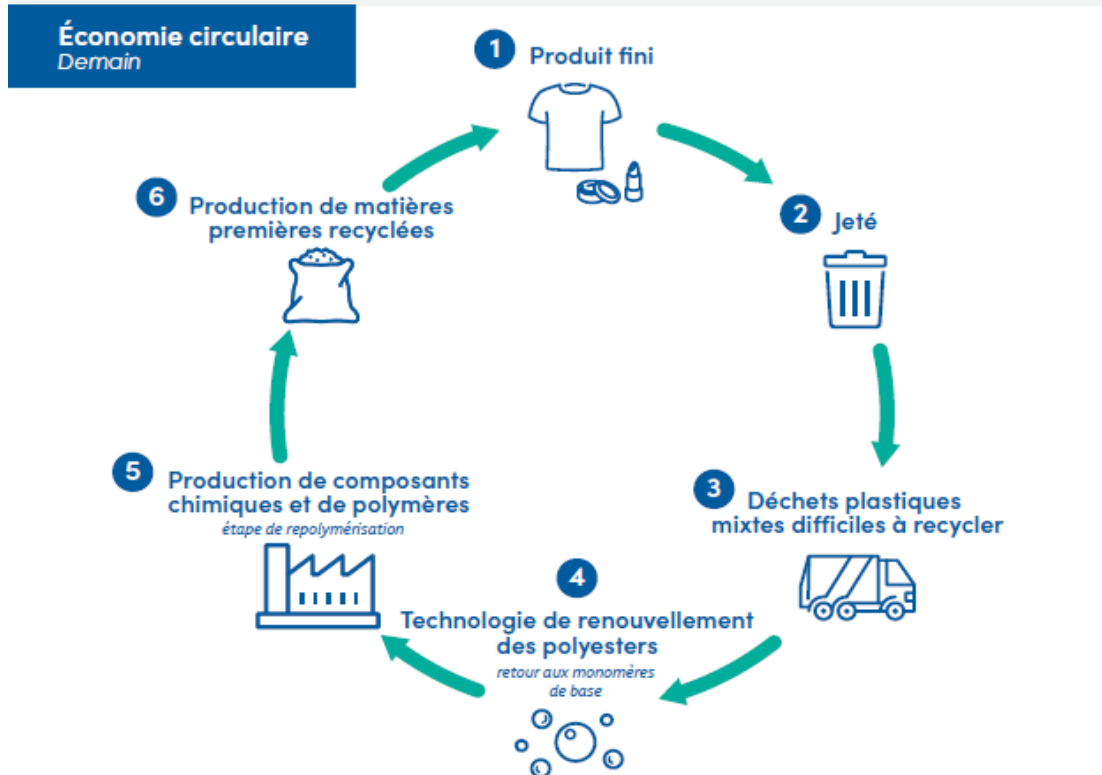 Économie circulaire
Demain
1 Produit fini
2 Jeté
3 Déchets plastiques
mixtes difficiles à recycler
4
Technologie de renouvellement
des polyesters
retour aux monomères
de base
5 Production de composants
chimiques et de polymères
étape de repolymérisation
6 Production de matières
premières recyclées